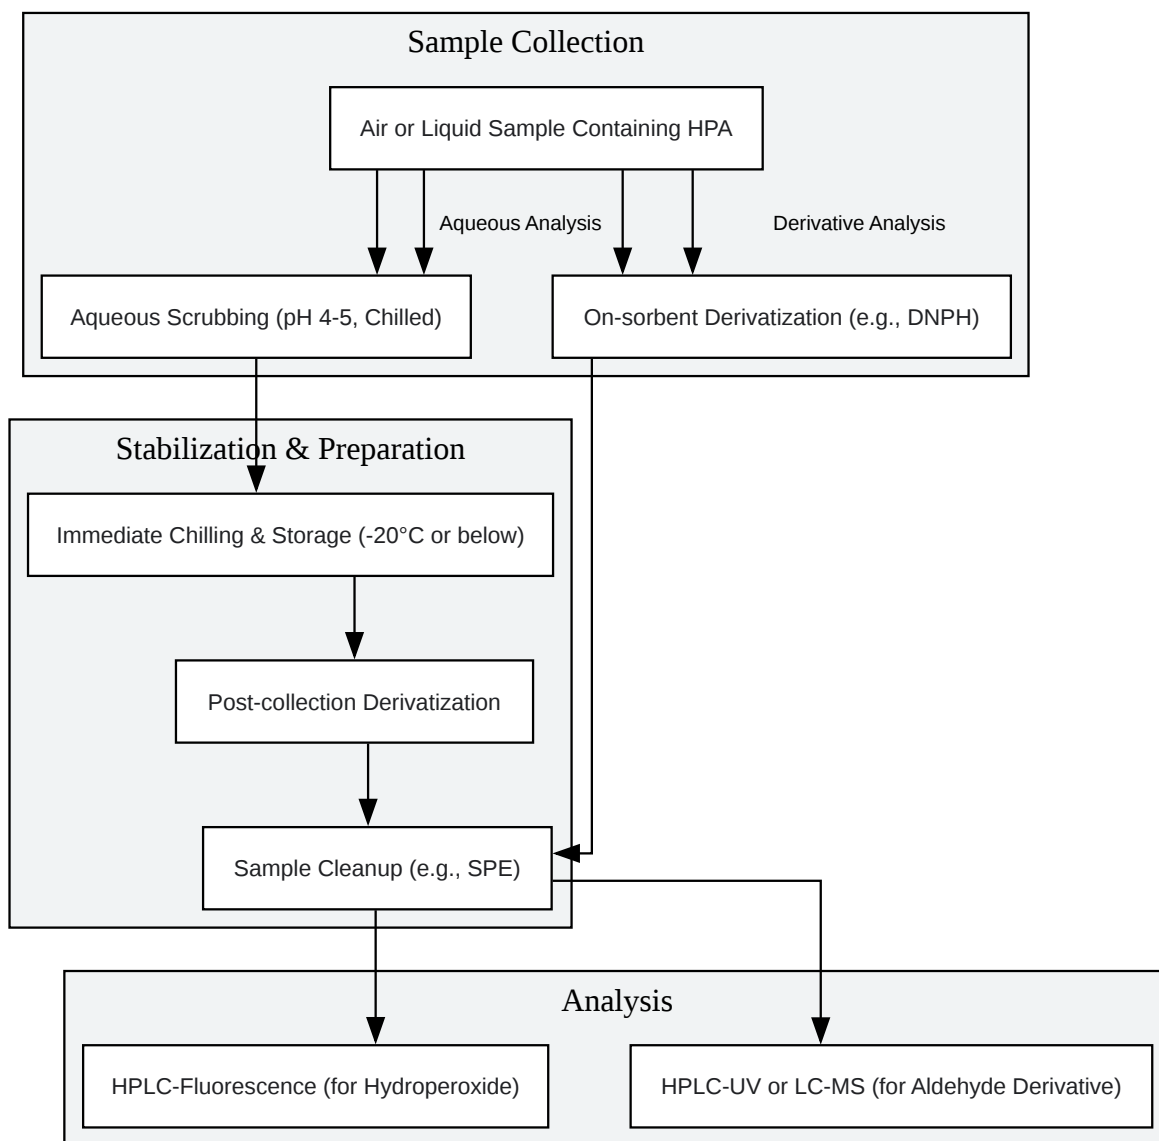 Sample Collection
Air or Liquid Sample Containing HPA
Aqueous Analysis
Derivative Analysis
Aqueous Scrubbing (pH 4-5, Chilled)
On-sorbent Derivatization (e.g., DNPH)
Stabilization & Preparation
Immediate Chilling & Storage (-20°C or below)
Post-collection Derivatization
Sample Cleanup (e.g., SPE)
Analysis
HPLC-Fluorescence (for Hydroperoxide)
HPLC-UV or LC-MS (for Aldehyde Derivative)